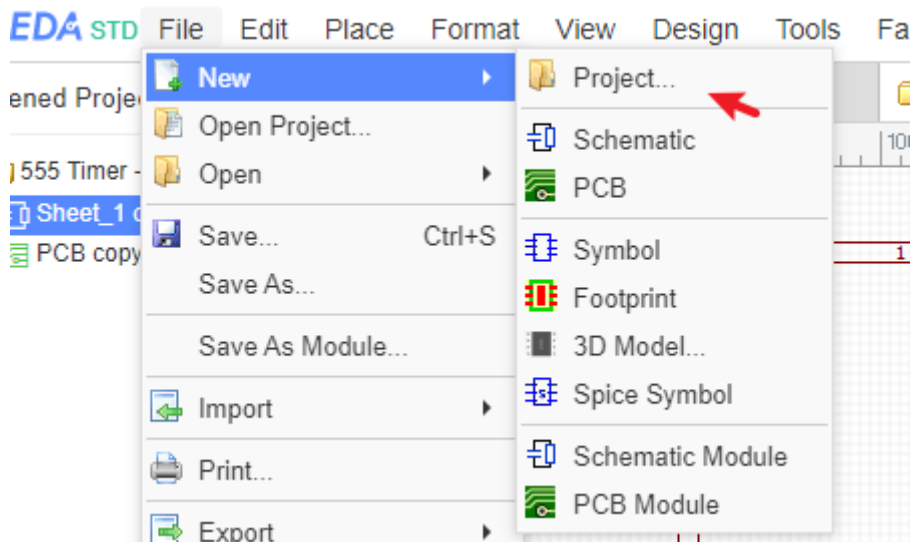 EDA STD File Edit Place Format View Design Tools Fa
ened Proje
New
Project...
Open Project...
Schematic
100
555 Timer -
Open
PCB
Sheet_1 c
Save... Ctrl+S
Symbol
1
PCB copy
Save As...
Footprint
Save As Module...
3D Model...
Spice Symbol
Import
Schematic Module
Print...
PCB Module
Export